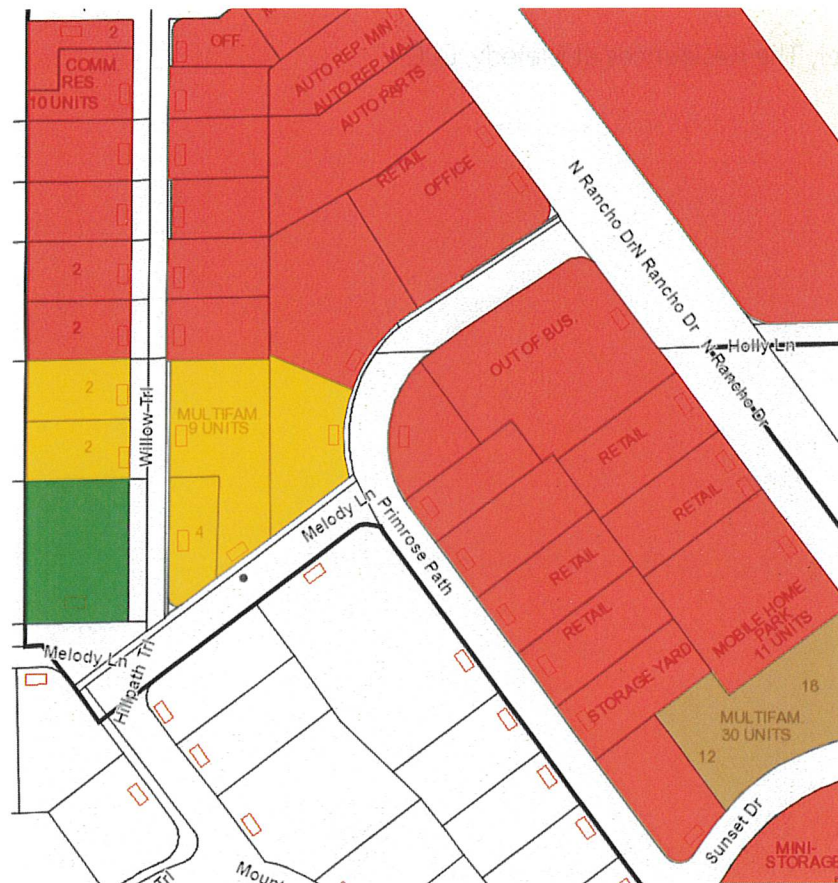 2
OFF.
COMM.
RES.
10 UNITS
AUTO REP. MIN.
AUTO REP. MAJ.
AUTO PARTS
RETAIL
OFFICE
N Rancho Dr
N Rancho Dr
N Rancho Dr
Holly Ln
2
2
2
2
Willow Trl
MULTIFAM.
9 UNITS
4
OUT OF BUS.
RETAIL
RETAIL
RETAIL
RETAIL
STORAGE YARD
MOBILE HOME
PARK
11 UNITS
Melody Ln
Primrose Path
Melody Ln
Hillpath Trl
18
MULTIFAM.
30 UNITS
12
Sunset Dr
MINI-
STORAGE
Trl